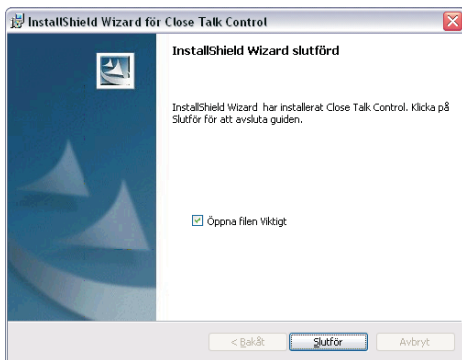 InstallShield Wizard för Close Talk Control
InstallShield Wizard slutförd
InstallShield Wizard har installerat Close Talk Control. Klicka på
Slutför för att avsluta guiden.
Öppna filen Viktigt
< Bakåt
Slutför
Avbryt